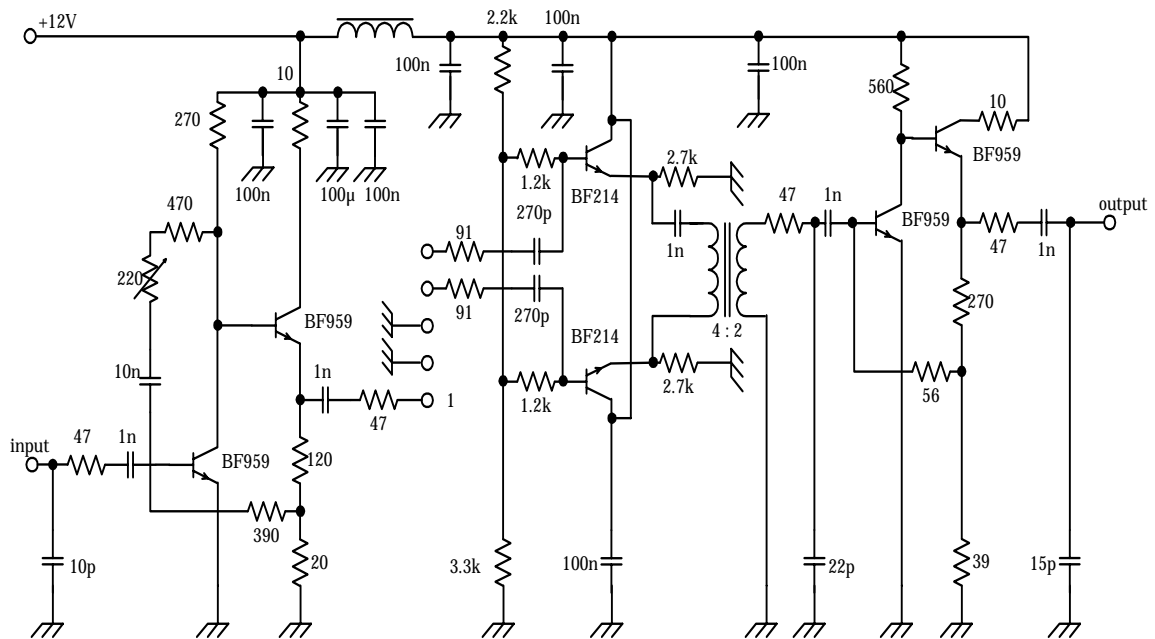 +12V
2.2k
100n
10
100n
100n
560
10
270
BF959
100n
100µ
100n
1.2k
BF214
2.7k
470
270p
47
1n
BF959
output
91
1n
47
1n
220
91
270p
270
BF959
BF214
4 : 2
10n
1n
1.2k
2.7k
56
47
1
input
47
1n
BF959
120
390
10p
20
3.3k
100n
22p
39
15p